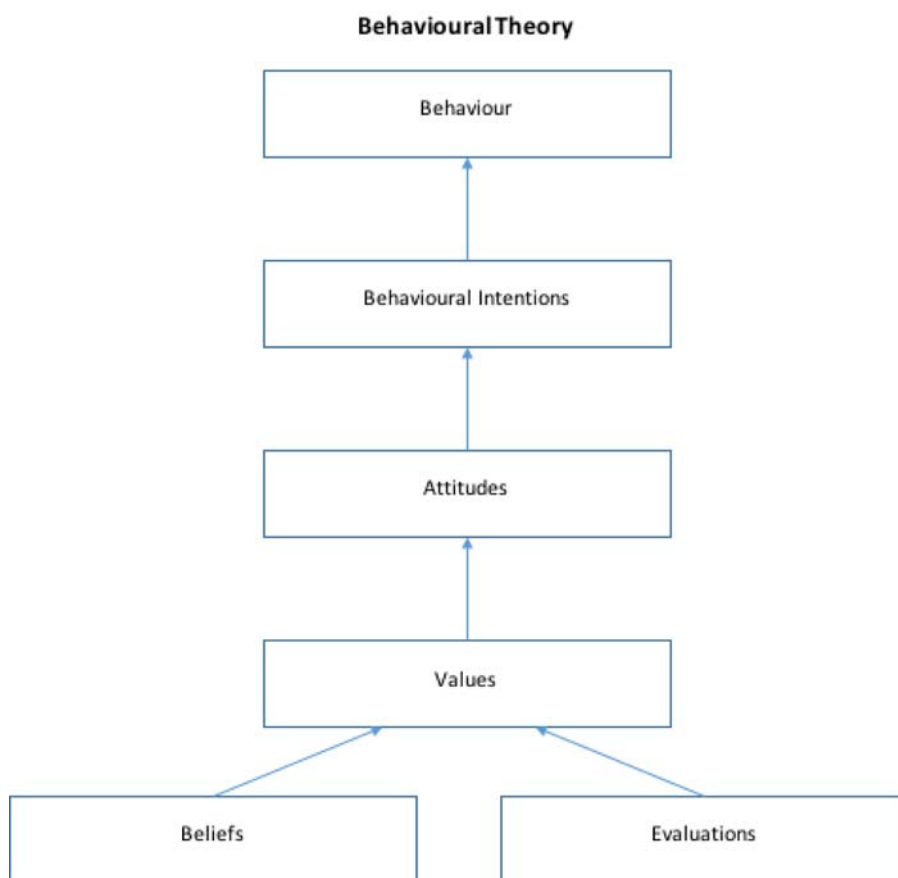 Behavioural Theory
Behaviour
Behavioural Intentions
Attitudes
Values
Beliefs
Evaluations